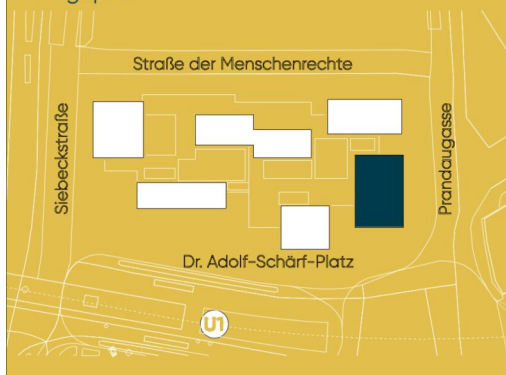 Straße der Menschenrechte
Siebeckstraße
Prandaugasse
Dr. Adolf-Schärf-Platz
U1